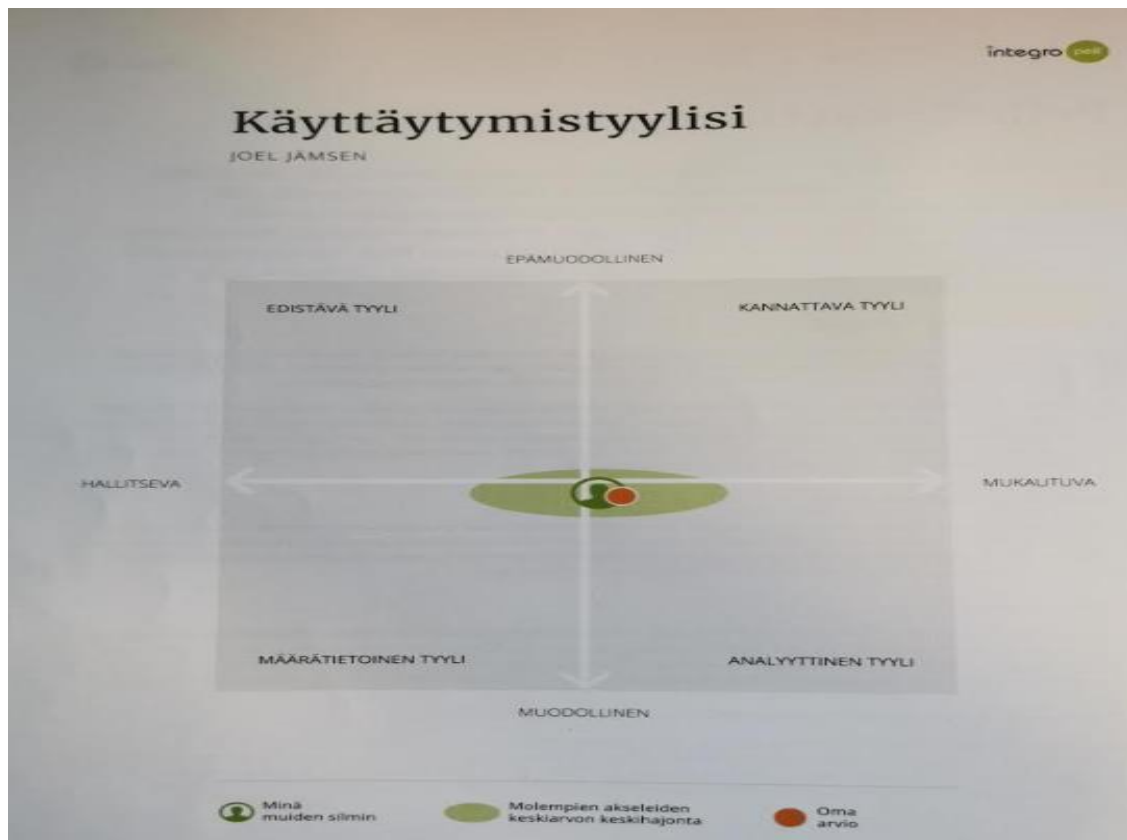 integro peili
Käyttäytymistyylisi
JOEL JÄMSEN
EPÄMUODOLLINEN
EDISTÄVÄ TYYLI
KANNATTAVA TYYLI
HALLITSEVA
MUKAUTUVA
MÄÄRÄTIETOINEN TYYLI
ANALYYTTINEN TYYLI
MUODOLLINEN
Minä
muiden silmin
Molempien akseleiden
keskiarvon keskihajonta
Oma
arvio